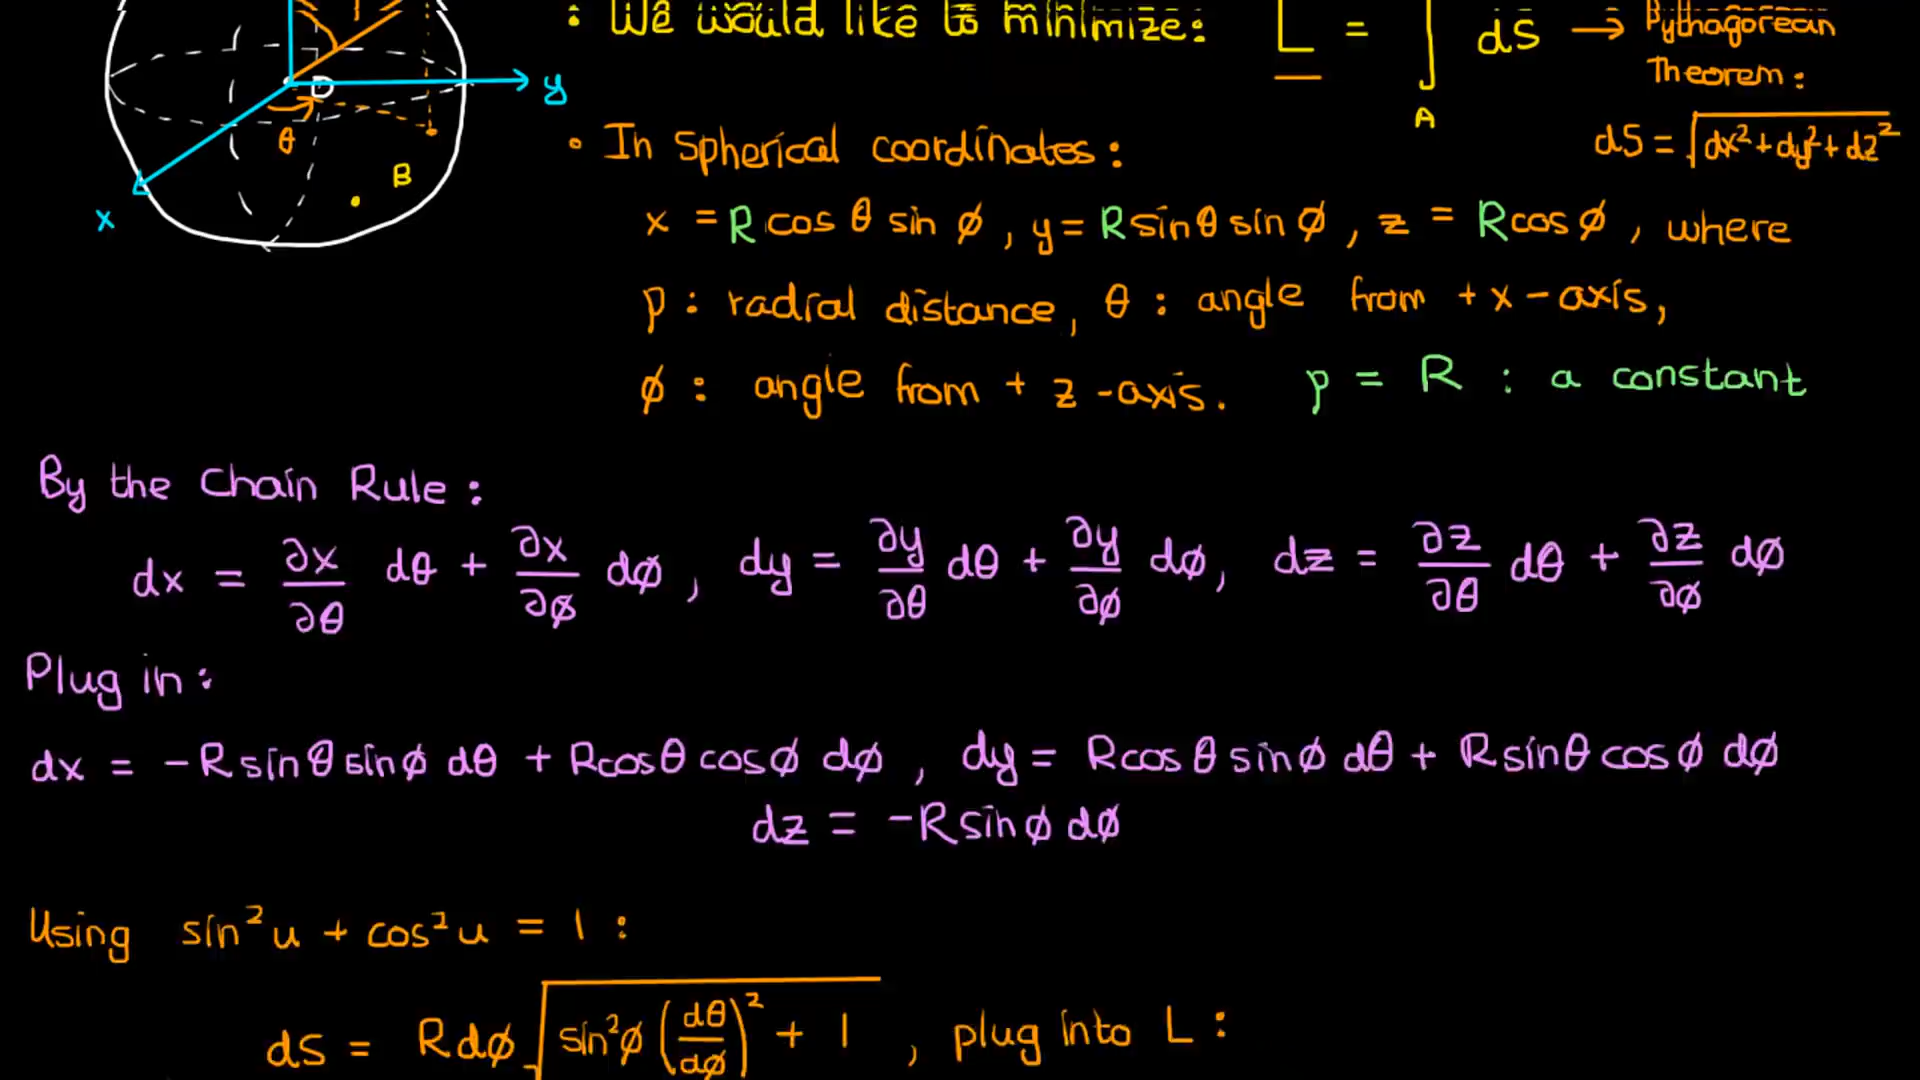 : We would like to minimize: L = ∫ dS → Pythagorean
A
Theorem:
dS = √dx²+dy²+dz²
y
D
θ
B
x
• In Spherical coordinates:
x = R cos θ sin φ, y = R sin θ sin φ, z = R cos φ, where
ρ: radial distance, θ: angle from +x-axis,
φ: angle from + z-axis. ρ = R : a constant
By the Chain Rule:
dx = ∂x/∂θ dθ + ∂x/∂φ dφ, dy = ∂y/∂θ dθ + ∂y/∂φ dφ, dz = ∂z/∂θ dθ + ∂z/∂φ dφ
Plug in:
dx = -R sin θ sin φ dθ + R cos θ cos φ dφ, dy = R cos θ sin φ dθ + R sin θ cos φ dφ
dz = -R sin φ dφ
Using sin²u + cos²u = 1:
dS = R dφ √sin²φ (dθ/dφ)² + 1, plug into L: